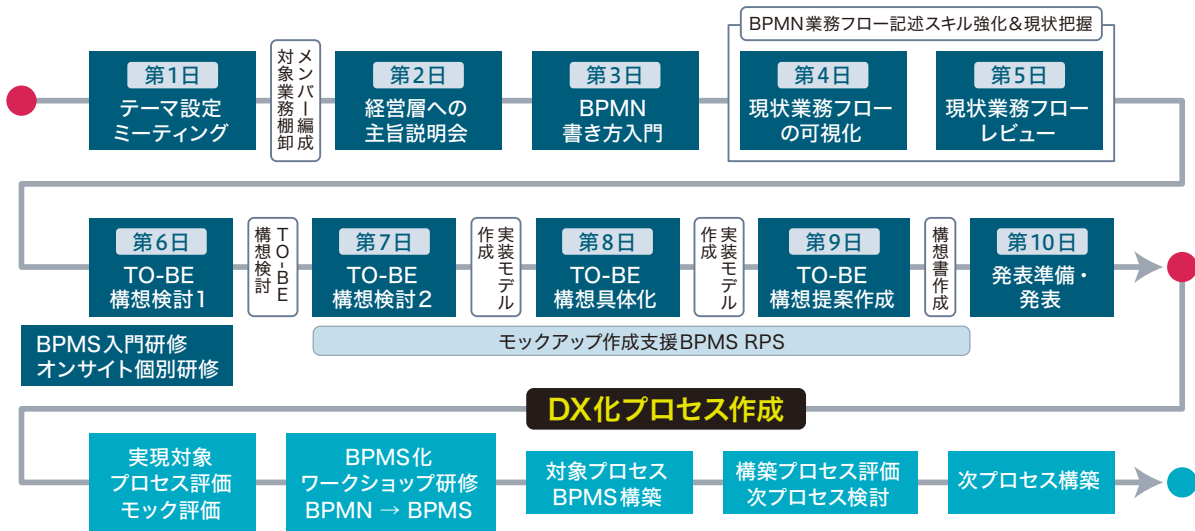 BPMN業務フロー記述スキル強化&現状把握
第1日
テーマ設定
ミーティング
メンバー編成
対象業務棚卸
第2日
経営層への
主旨説明会
第3日
BPMN
書き方入門
第4日
現状業務フロー
の可視化
第5日
現状業務フロー
レビュー
第6日
TO-BE
構想検討1
TO-BE
構想検討
第7日
TO-BE
構想検討2
実装モデル
作成
第8日
TO-BE
構想具体化
実装モデル
作成
第9日
TO-BE
構想提案作成
構想書作成
第10日
発表準備・
発表
BPMS入門研修
オンサイト個別研修
モックアップ作成支援BPMS RPS
DX化プロセス作成
実現対象
プロセス評価
モック評価
BPMS化
ワークショップ研修
BPMN → BPMS
対象プロセス
BPMS構築
構築プロセス評価
次プロセス検討
次プロセス構築